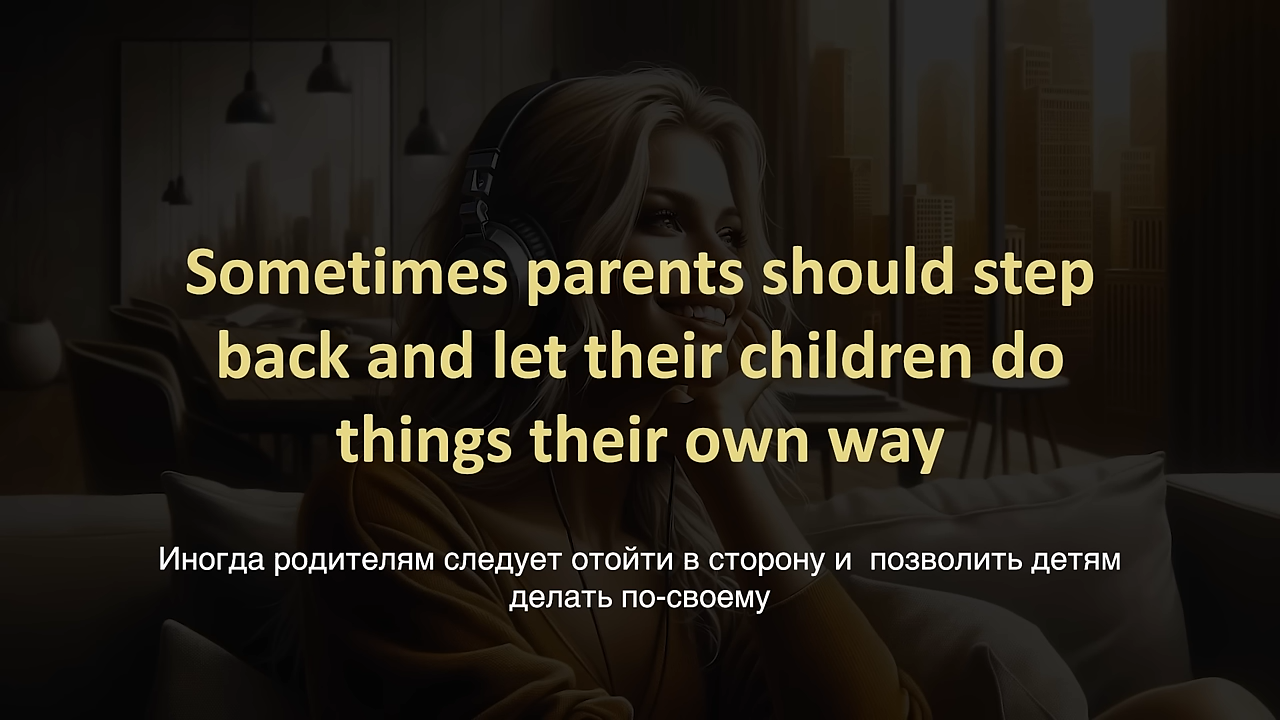 Sometimes parents should step
back and let their children do
things their own way
Иногда родителям следует отойти в сторону и  позволить детям
делать по-своему